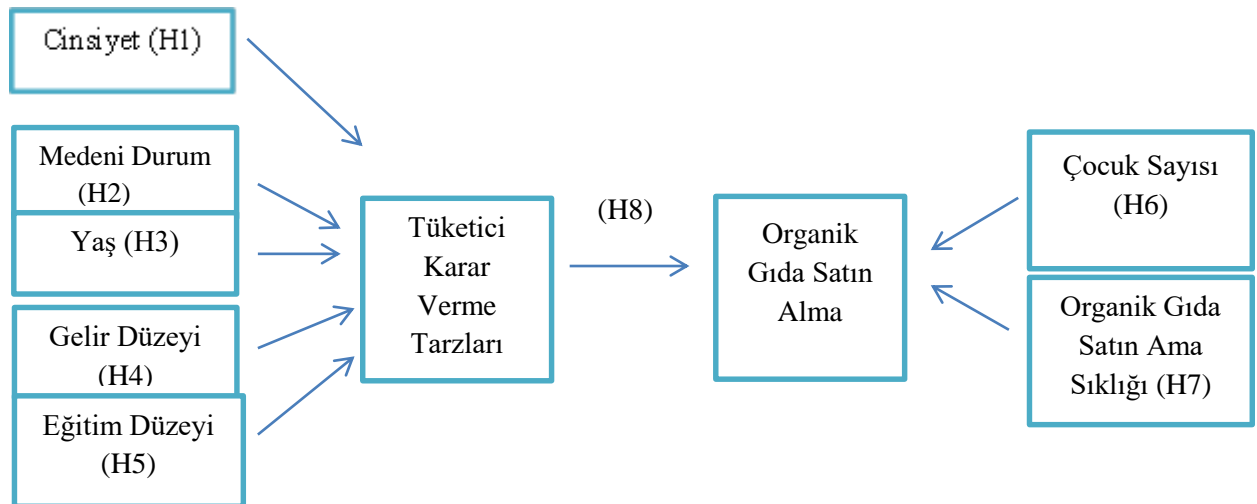 Cinsiyet (H1)
Medeni Durum
(H2)
Yaş (H3)
Gelir Düzeyi
(H4)
Eğitim Düzeyi
(H5)
Tüketici
Karar
Verme
Tarzları
(H8)
Organik
Gıda Satın
Alma
Çocuk Sayısı
(H6)
Organik Gıda
Satın Ama
Sıklığı (H7)